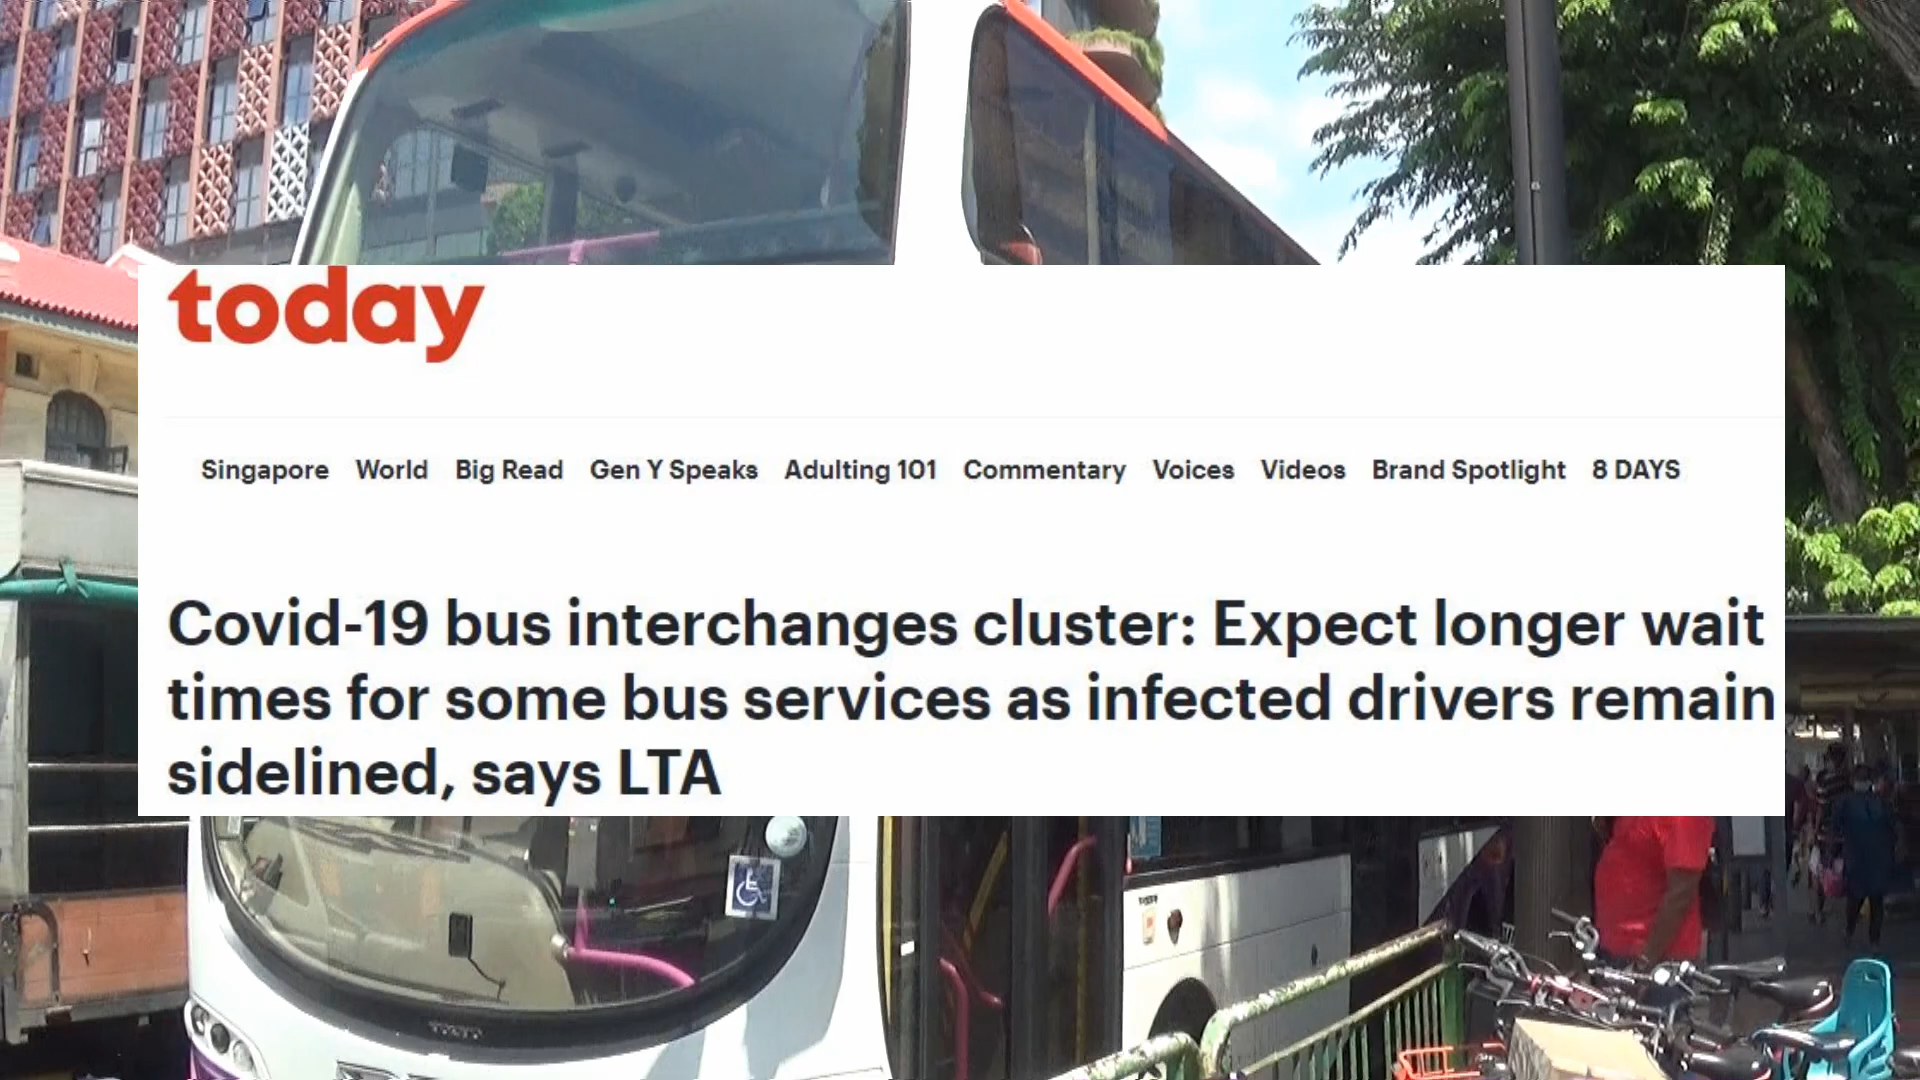 today
Singapore World Big Read Gen Y Speaks Adulting 101 Commentary Voices Videos Brand Spotlight 8 DAYS
Covid-19 bus interchanges cluster: Expect longer wait
times for some bus services as infected drivers remain
sidelined, says LTA